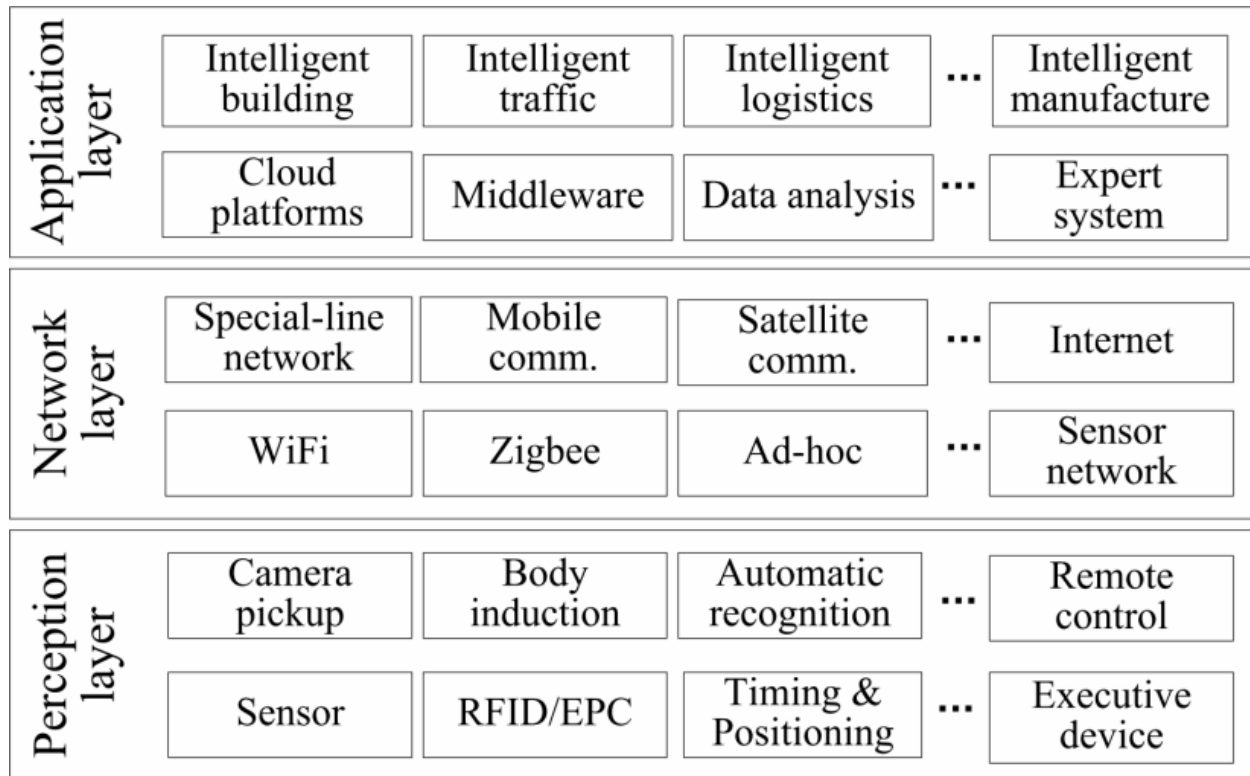 Application
layer
Intelligent
building
Intelligent
traffic
Intelligent
logistics
...
Intelligent
manufacture
Cloud
platforms
Middleware
Data analysis
...
Expert
system
Network
layer
Special-line
network
Mobile
comm.
Satellite
comm.
...
Internet
WiFi
Zigbee
Ad-hoc
...
Sensor
network
Perception
layer
Camera
pickup
Body
induction
Automatic
recognition
...
Remote
control
Sensor
RFID/EPC
Timing &
Positioning
...
Executive
device